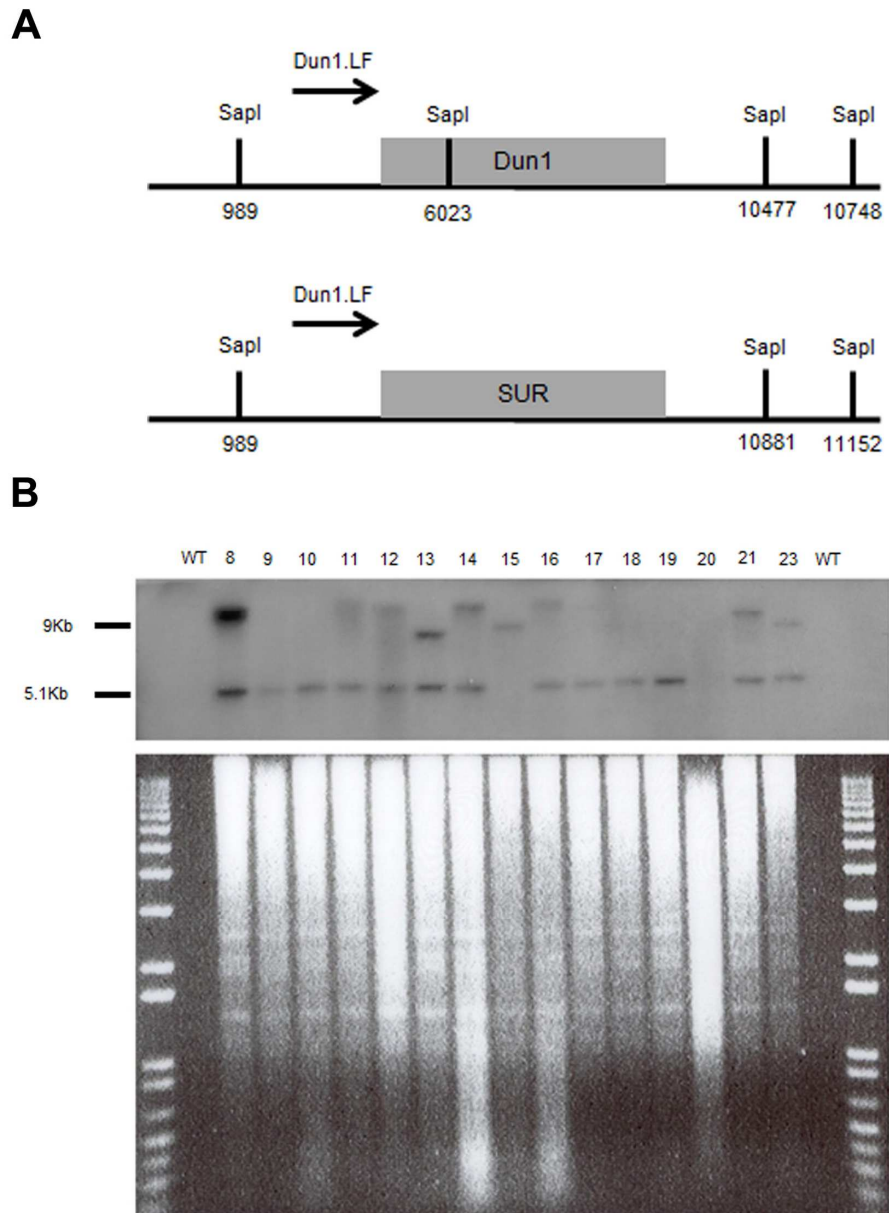 A
Dun1.LF
SapI SapI SapI SapI
Dun1
989 6023 10477 10748
Dun1.LF
SapI SapI SapI
SUR
989 10881 11152
B
WT 8 9 10 11 12 13 14 15 16 17 18 19 20 21 23 WT
9Kb
5.1Kb